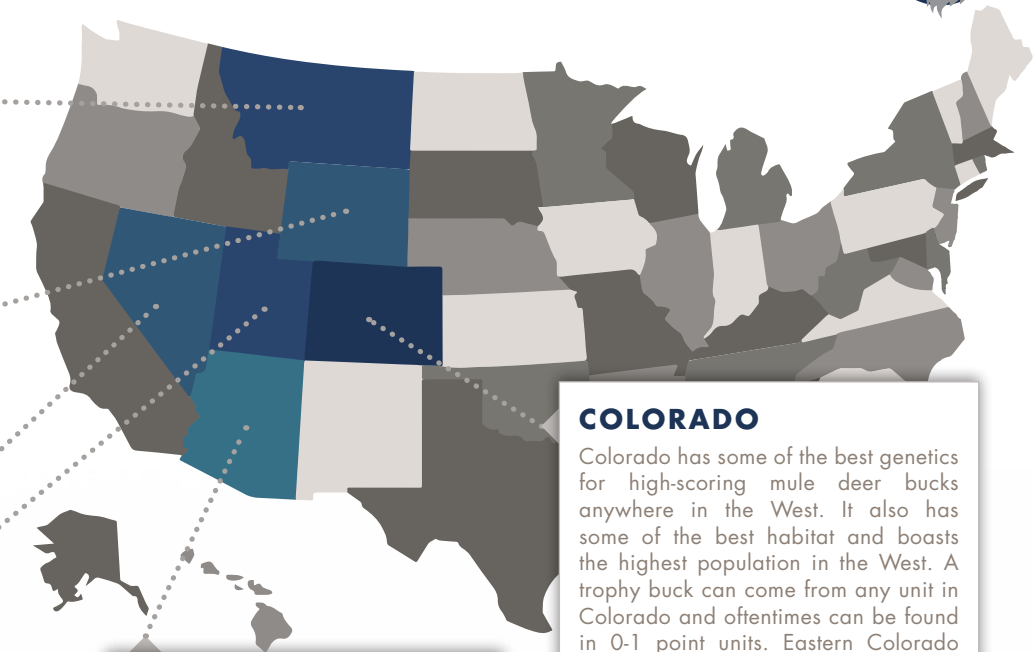 COLORADO
Colorado has some of the best genetics
for high-scoring mule deer bucks
anywhere in the West. It also has
some of the best habitat and boasts
the highest population in the West. A
trophy buck can come from any unit in
Colorado and oftentimes can be found
in 0-1 point units. Eastern Colorado